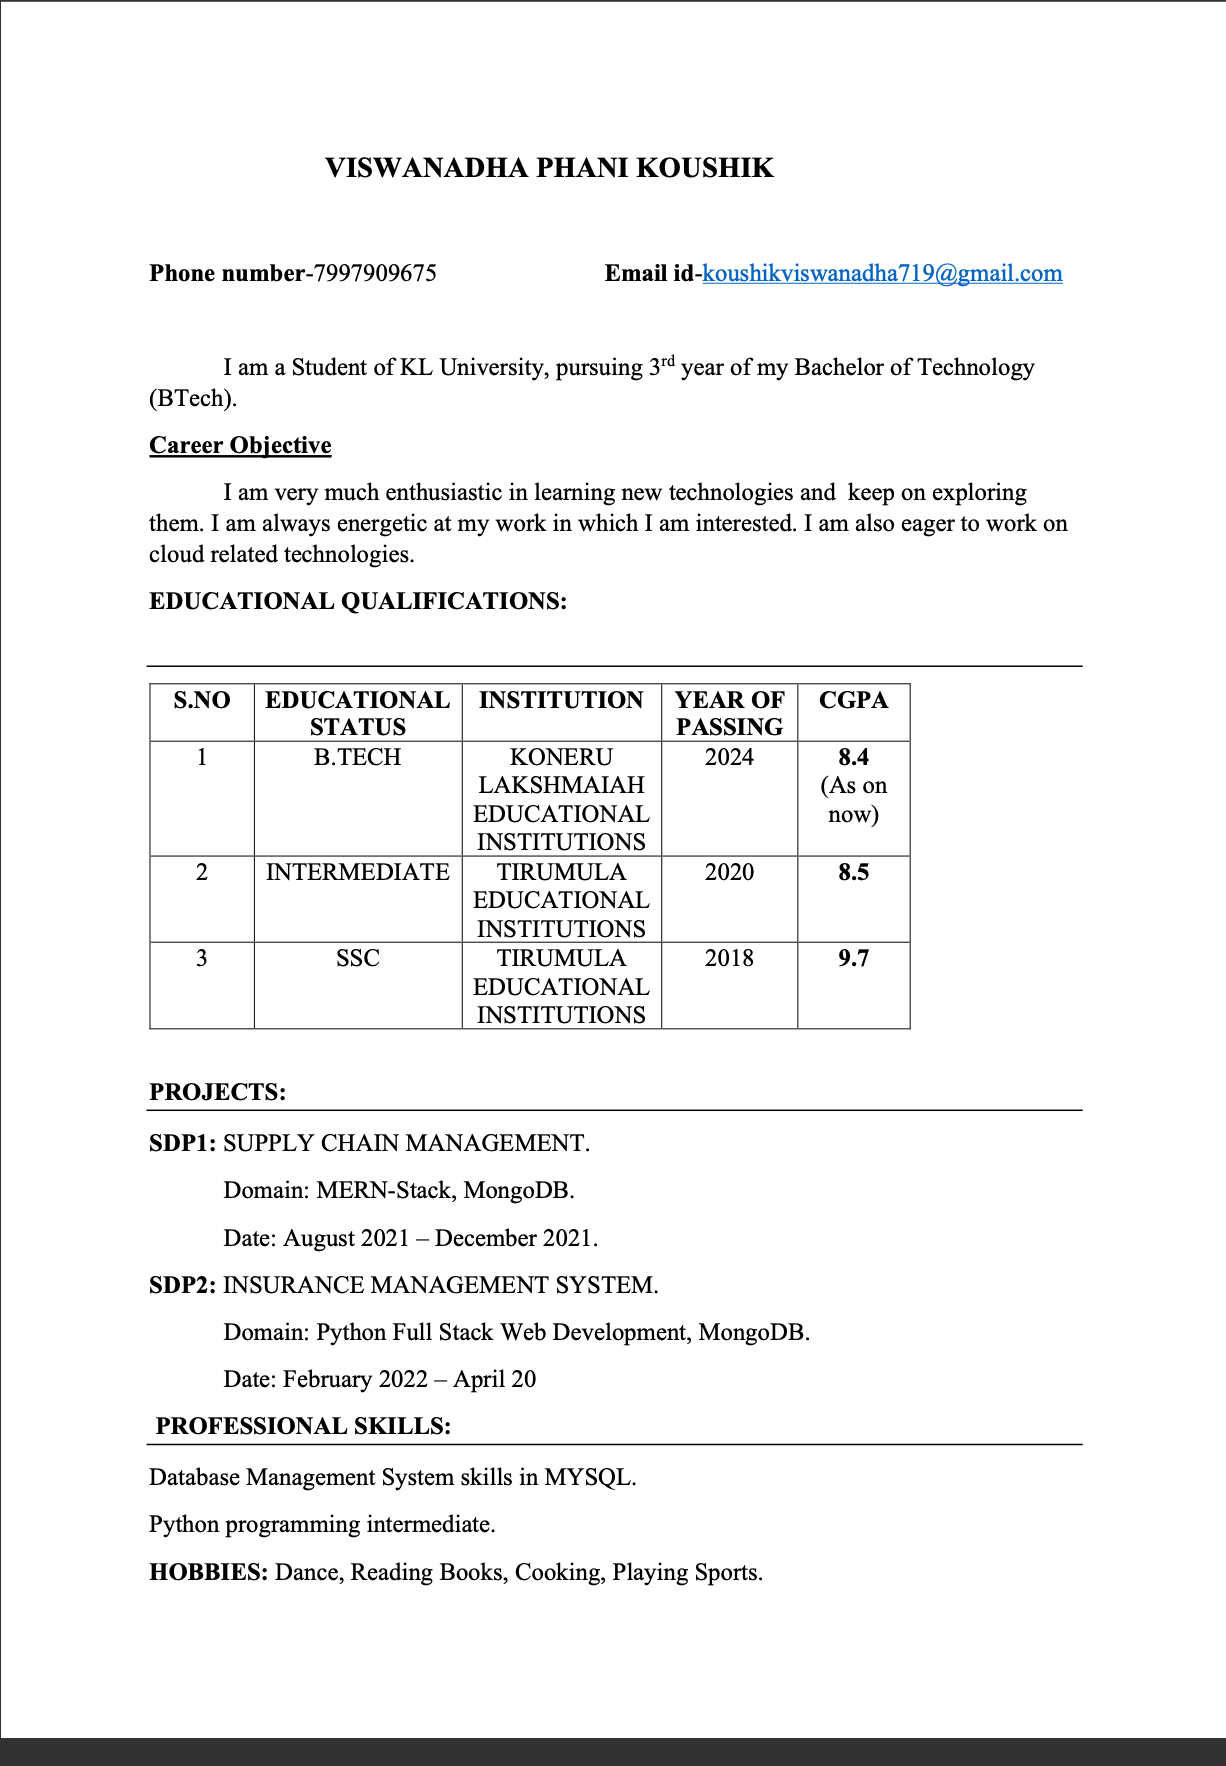 VISWANADHA PHANI KOUSHIK
Phone number-7997909675 Email id-koushikviswanadha719@gmail.com
I am a Student of KL University, pursuing 3rd year of my Bachelor of Technology
(BTech).
Career Objective
I am very much enthusiastic in learning new technologies and  keep on exploring
them. I am always energetic at my work in which I am interested. I am also eager to work on
cloud related technologies.
EDUCATIONAL QUALIFICATIONS:
S.NO EDUCATIONAL INSTITUTION YEAR OF CGPA
STATUS PASSING
1 B.TECH KONERU 2024 8.4
LAKSHMAIAH (As on
EDUCATIONAL now)
INSTITUTIONS
2 INTERMEDIATE TIRUMULA 2020 8.5
EDUCATIONAL
INSTITUTIONS
3 SSC TIRUMULA 2018 9.7
EDUCATIONAL
INSTITUTIONS
PROJECTS:
SDP1: SUPPLY CHAIN MANAGEMENT.
Domain: MERN-Stack, MongoDB.
Date: August 2021 – December 2021.
SDP2: INSURANCE MANAGEMENT SYSTEM.
Domain: Python Full Stack Web Development, MongoDB.
Date: February 2022 – April 20
PROFESSIONAL SKILLS:
Database Management System skills in MYSQL.
Python programming intermediate.
HOBBIES: Dance, Reading Books, Cooking, Playing Sports.